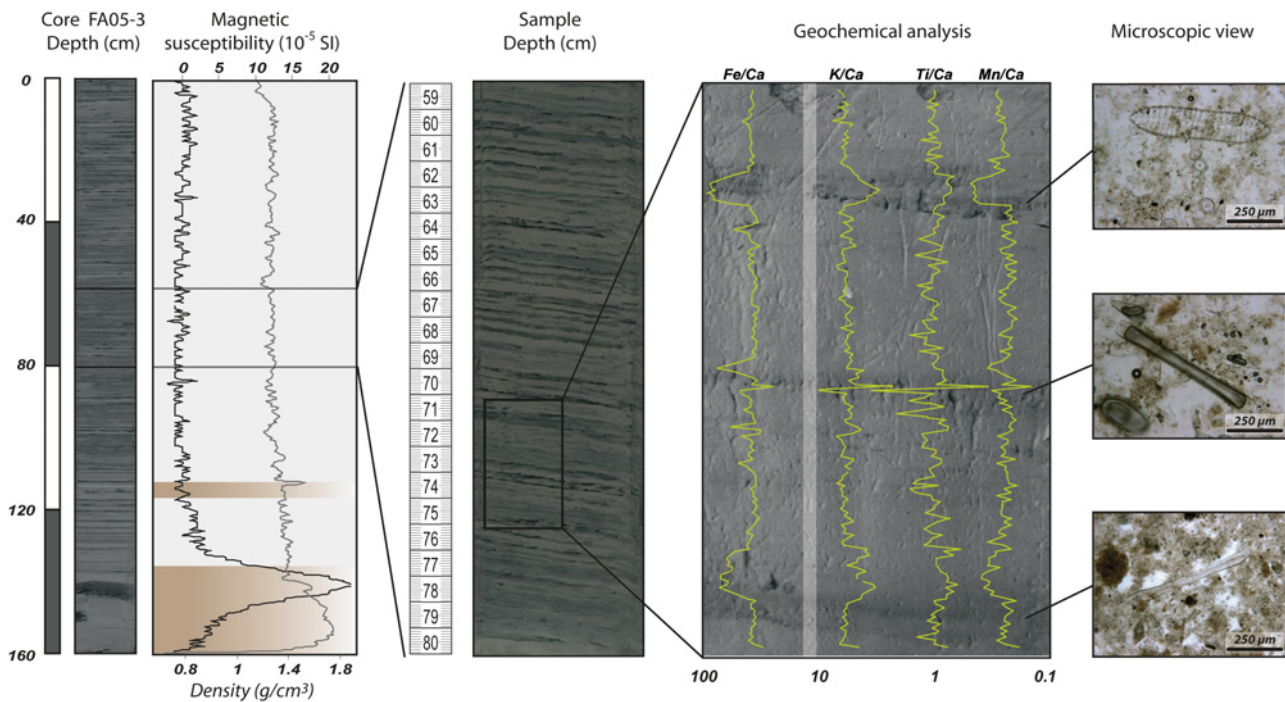 Core FA05-3
Depth (cm)
Magnetic
susceptibility (10⁻⁵ SI)
0 5 10 15 20
Sample
Depth (cm)
Geochemical analysis
Microscopic view
Fe/Ca K/Ca Ti/Ca Mn/Ca
0
40
80
120
160
0.8 1 1.4 1.8
Density (g/cm³)
59
60
61
62
63
64
65
66
67
68
69
70
71
72
73
74
75
76
77
78
79
80
100 10 1 0.1
250 µm
250 µm
250 µm